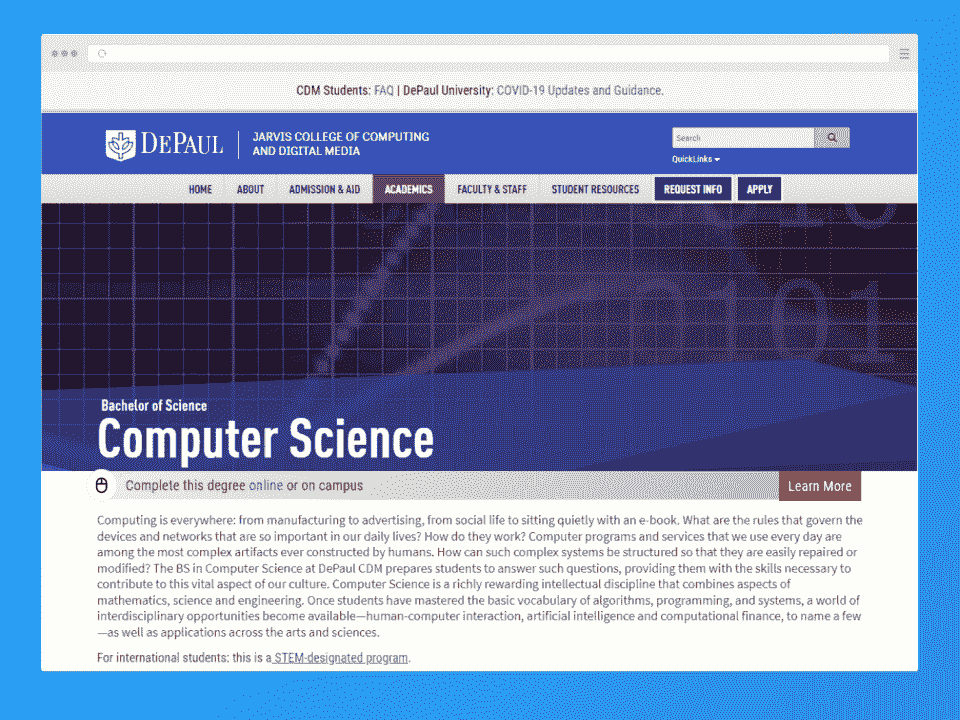 CDM Students: FAQ | DePaul University: COVID-19 Updates and Guidance.
DEPAUL
JARVIS COLLEGE OF COMPUTING
AND DIGITAL MEDIA
Search
QuickLinks
HOME ABOUT ADMISSION & AID ACADEMICS FACULTY & STAFF STUDENT RESOURCES REQUEST INFO APPLY
0101
Bachelor of Science
Computer Science
Complete this degree online or on campus
Learn More
Computing is everywhere: from manufacturing to advertising, from social life to sitting quietly with an e-book. What are the rules that govern the
devices and networks that are so important in our daily lives? How do they work? Computer programs and services that we use every day are
among the most complex artifacts ever constructed by humans. How can such complex systems be structured so that they are easily repaired or
modified? The BS in Computer Science at DePaul CDM prepares students to answer such questions, providing them with the skills necessary to
contribute to this vital aspect of our culture. Computer Science is a richly rewarding intellectual discipline that combines aspects of
mathematics, science and engineering. Once students have mastered the basic vocabulary of algorithms, programming, and systems, a world of
interdisciplinary opportunities become available—human-computer interaction, artificial intelligence and computational finance, to name a few
—as well as applications across the arts and sciences.
For international students: this is a STEM-designated program.